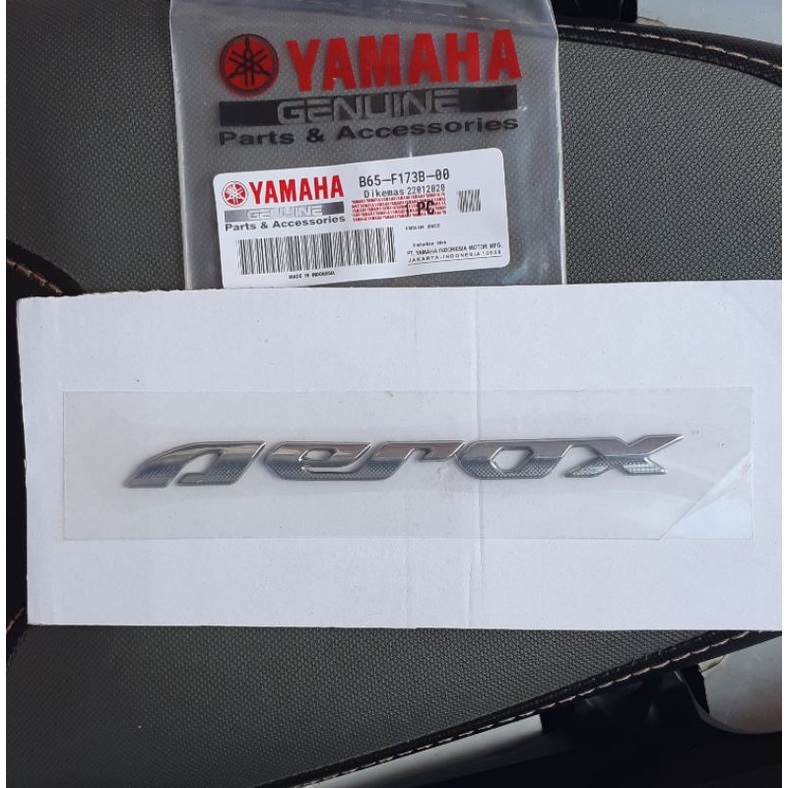 YAMAHA
GENUINE
Parts & Accessories
YAMAHA
GENUINE
Parts & Accessories
B65-F173B-00
Dikemas 22012020
1 PC
MADE IN INDONESIA
PT. YAMAHA INDONESIA MOTOR MFG
JAKARTA-INDONESIA
aerox